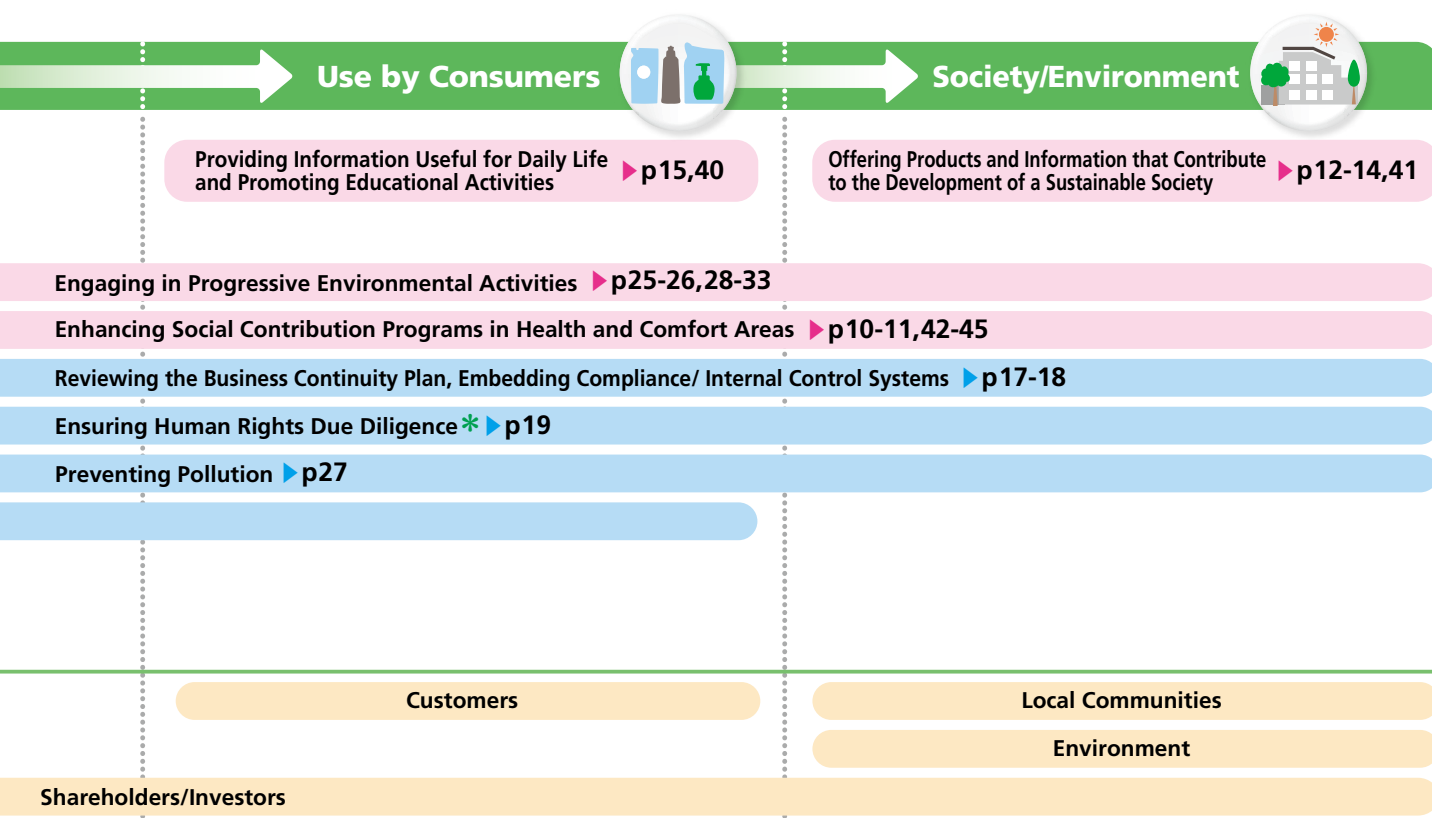 Use by Consumers
Society/Environment
Providing Information Useful for Daily Life
and Promoting Educational Activities
p15,40
Offering Products and Information that Contribute
to the Development of a Sustainable Society
p12-14,41
Engaging in Progressive Environmental Activities p25-26,28-33
Enhancing Social Contribution Programs in Health and Comfort Areas p10-11,42-45
Reviewing the Business Continuity Plan, Embedding Compliance/ Internal Control Systems p17-18
Ensuring Human Rights Due Diligence* p19
Preventing Pollution p27
Customers
Local Communities
Environment
Shareholders/Investors